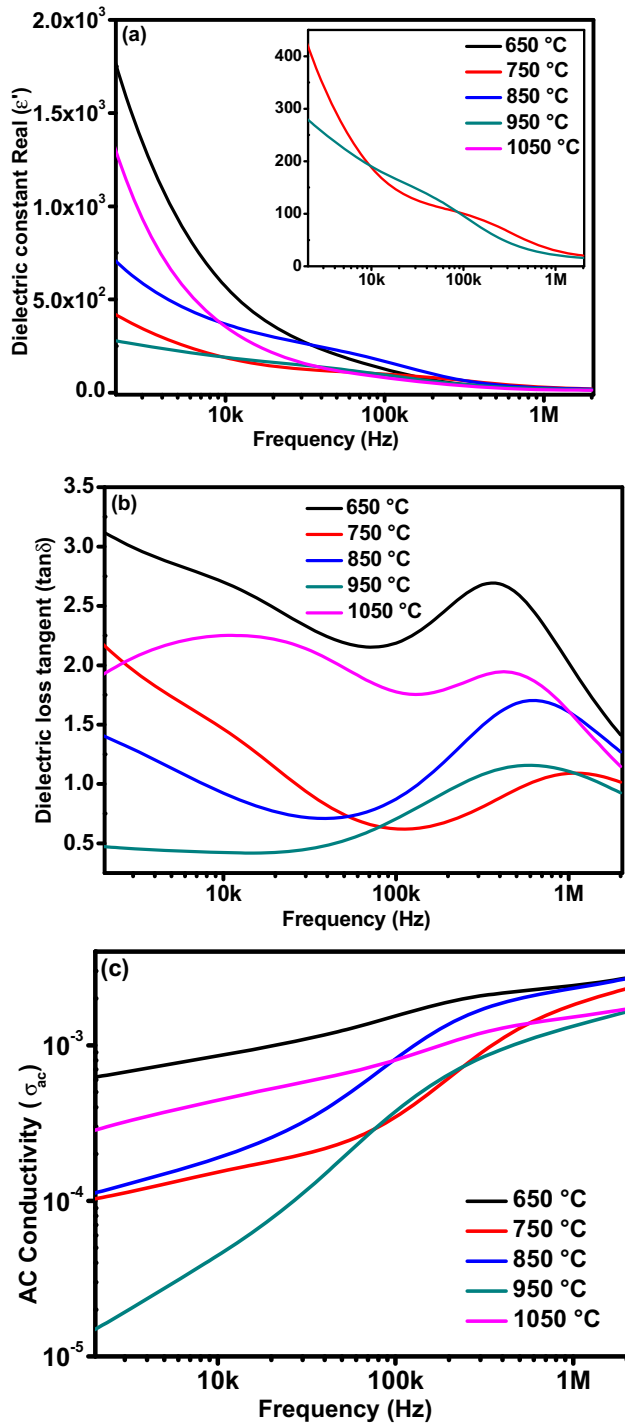 (a)
Dielectric constant Real (ε')
2.0x10³
1.5x10³
1.0x10³
5.0x10²
0.0
10k 100k 1M
Frequency (Hz)
400
300
200
100
0
10k 100k 1M
650 °C
750 °C
850 °C
950 °C
1050 °C
(b)
Dielectric loss tangent (tanδ)
3.5
3.0
2.5
2.0
1.5
1.0
0.5
10k 100k 1M
Frequency (Hz)
650 °C
750 °C
850 °C
950 °C
1050 °C
(c)
AC Conductivity ( σac)
10⁻³
10⁻⁴
10⁻⁵
10k 100k 1M
Frequency (Hz)
650 °C
750 °C
850 °C
950 °C
1050 °C